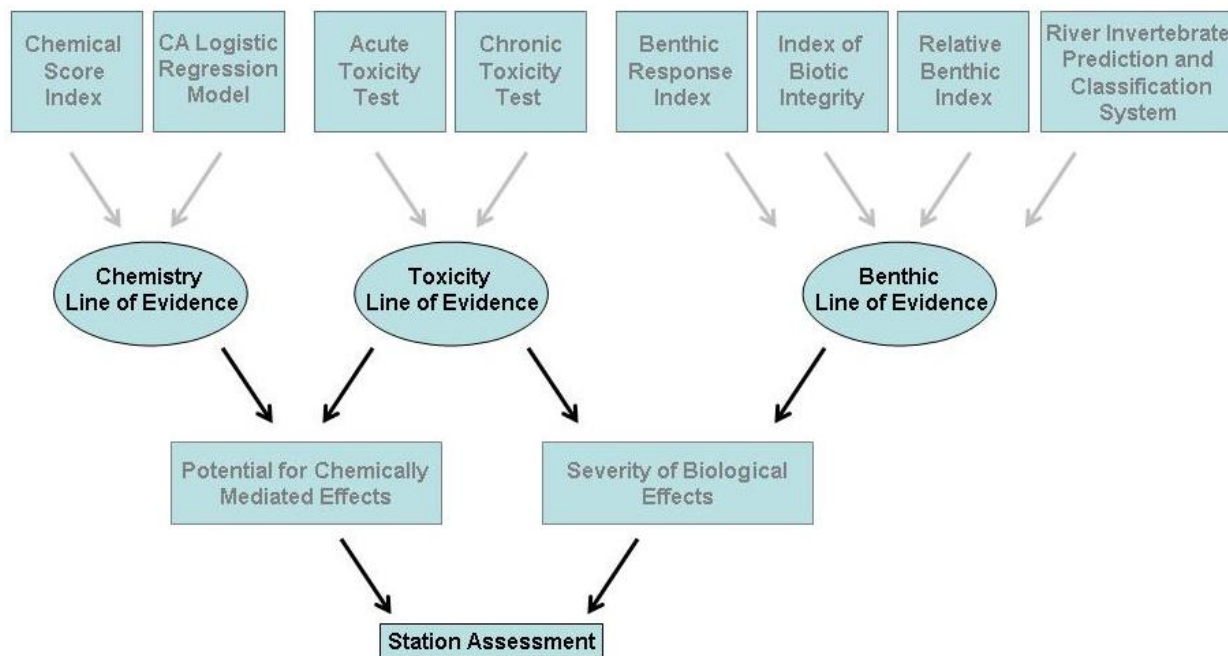 Chemical
Score
Index
CA Logistic
Regression
Model
Acute
Toxicity
Test
Chronic
Toxicity
Test
Benthic
Response
Index
Index of
Biotic
Integrity
Relative
Benthic
Index
River Invertebrate
Prediction and
Classification
System
Chemistry
Line of Evidence
Toxicity
Line of Evidence
Benthic
Line of Evidence
Potential for Chemically
Mediated Effects
Severity of Biological
Effects
Station Assessment